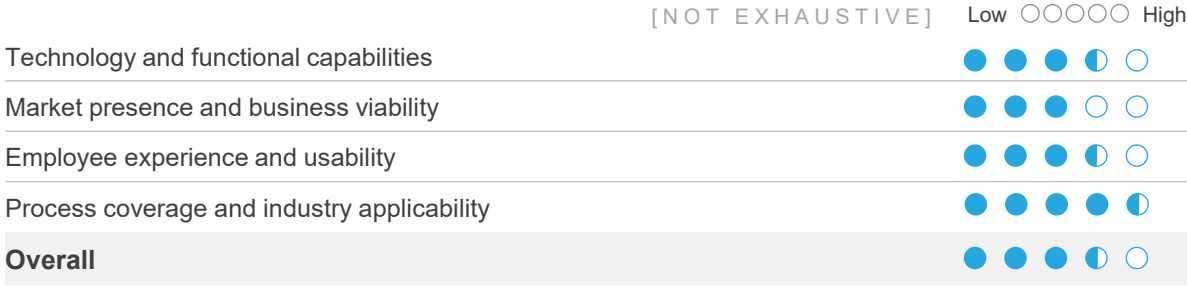 [NOT EXHAUSTIVE] Low High
Technology and functional capabilities
Market presence and business viability
Employee experience and usability
Process coverage and industry applicability
Overall